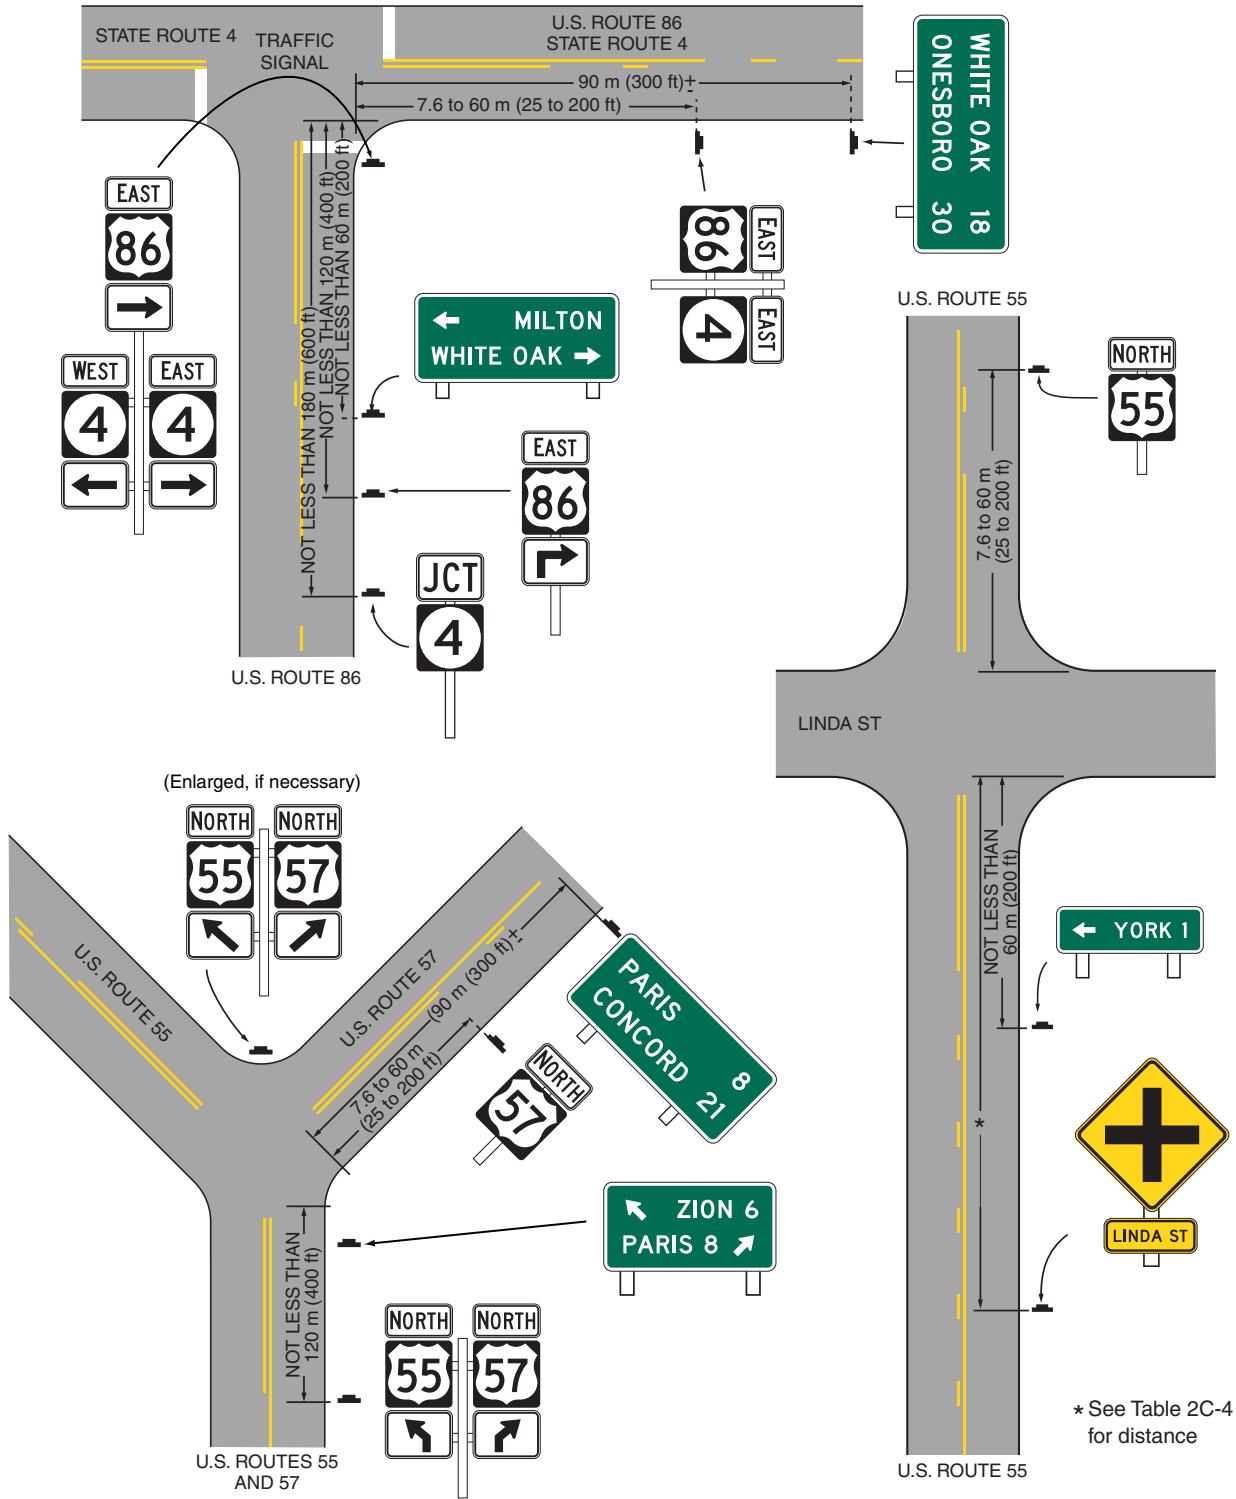 STATE ROUTE 4
TRAFFIC
SIGNAL
U.S. ROUTE 86
STATE ROUTE 4
90 m (300 ft)±
7.6 to 60 m (25 to 200 ft)
WHITE OAK 18
ONESBORO 30
EAST
86
WEST
4
EAST
4
NOT LESS THAN 180 m (600 ft)
NOT LESS THAN 120 m (400 ft)
NOT LESS THAN 60 m (200 ft)
EAST
86
EAST
4
MILTON
WHITE OAK
EAST
86
JCT
4
U.S. ROUTE 86
U.S. ROUTE 55
NORTH
55
7.6 to 60 m
(25 to 200 ft)
LINDA ST
NOT LESS THAN
60 m (200 ft)
YORK 1
*
LINDA ST
* See Table 2C-4
for distance
U.S. ROUTE 55
(Enlarged, if necessary)
NORTH
55
NORTH
57
U.S. ROUTE 55
U.S. ROUTE 57
(90 m (300 ft)±
7.6 to 60 m
(25 to 200 ft)
PARIS 8
CONCORD 21
NORTH
57
ZION 6
PARIS 8
NOT LESS THAN
120 m (400 ft)
NORTH
55
NORTH
57
U.S. ROUTES 55
AND 57